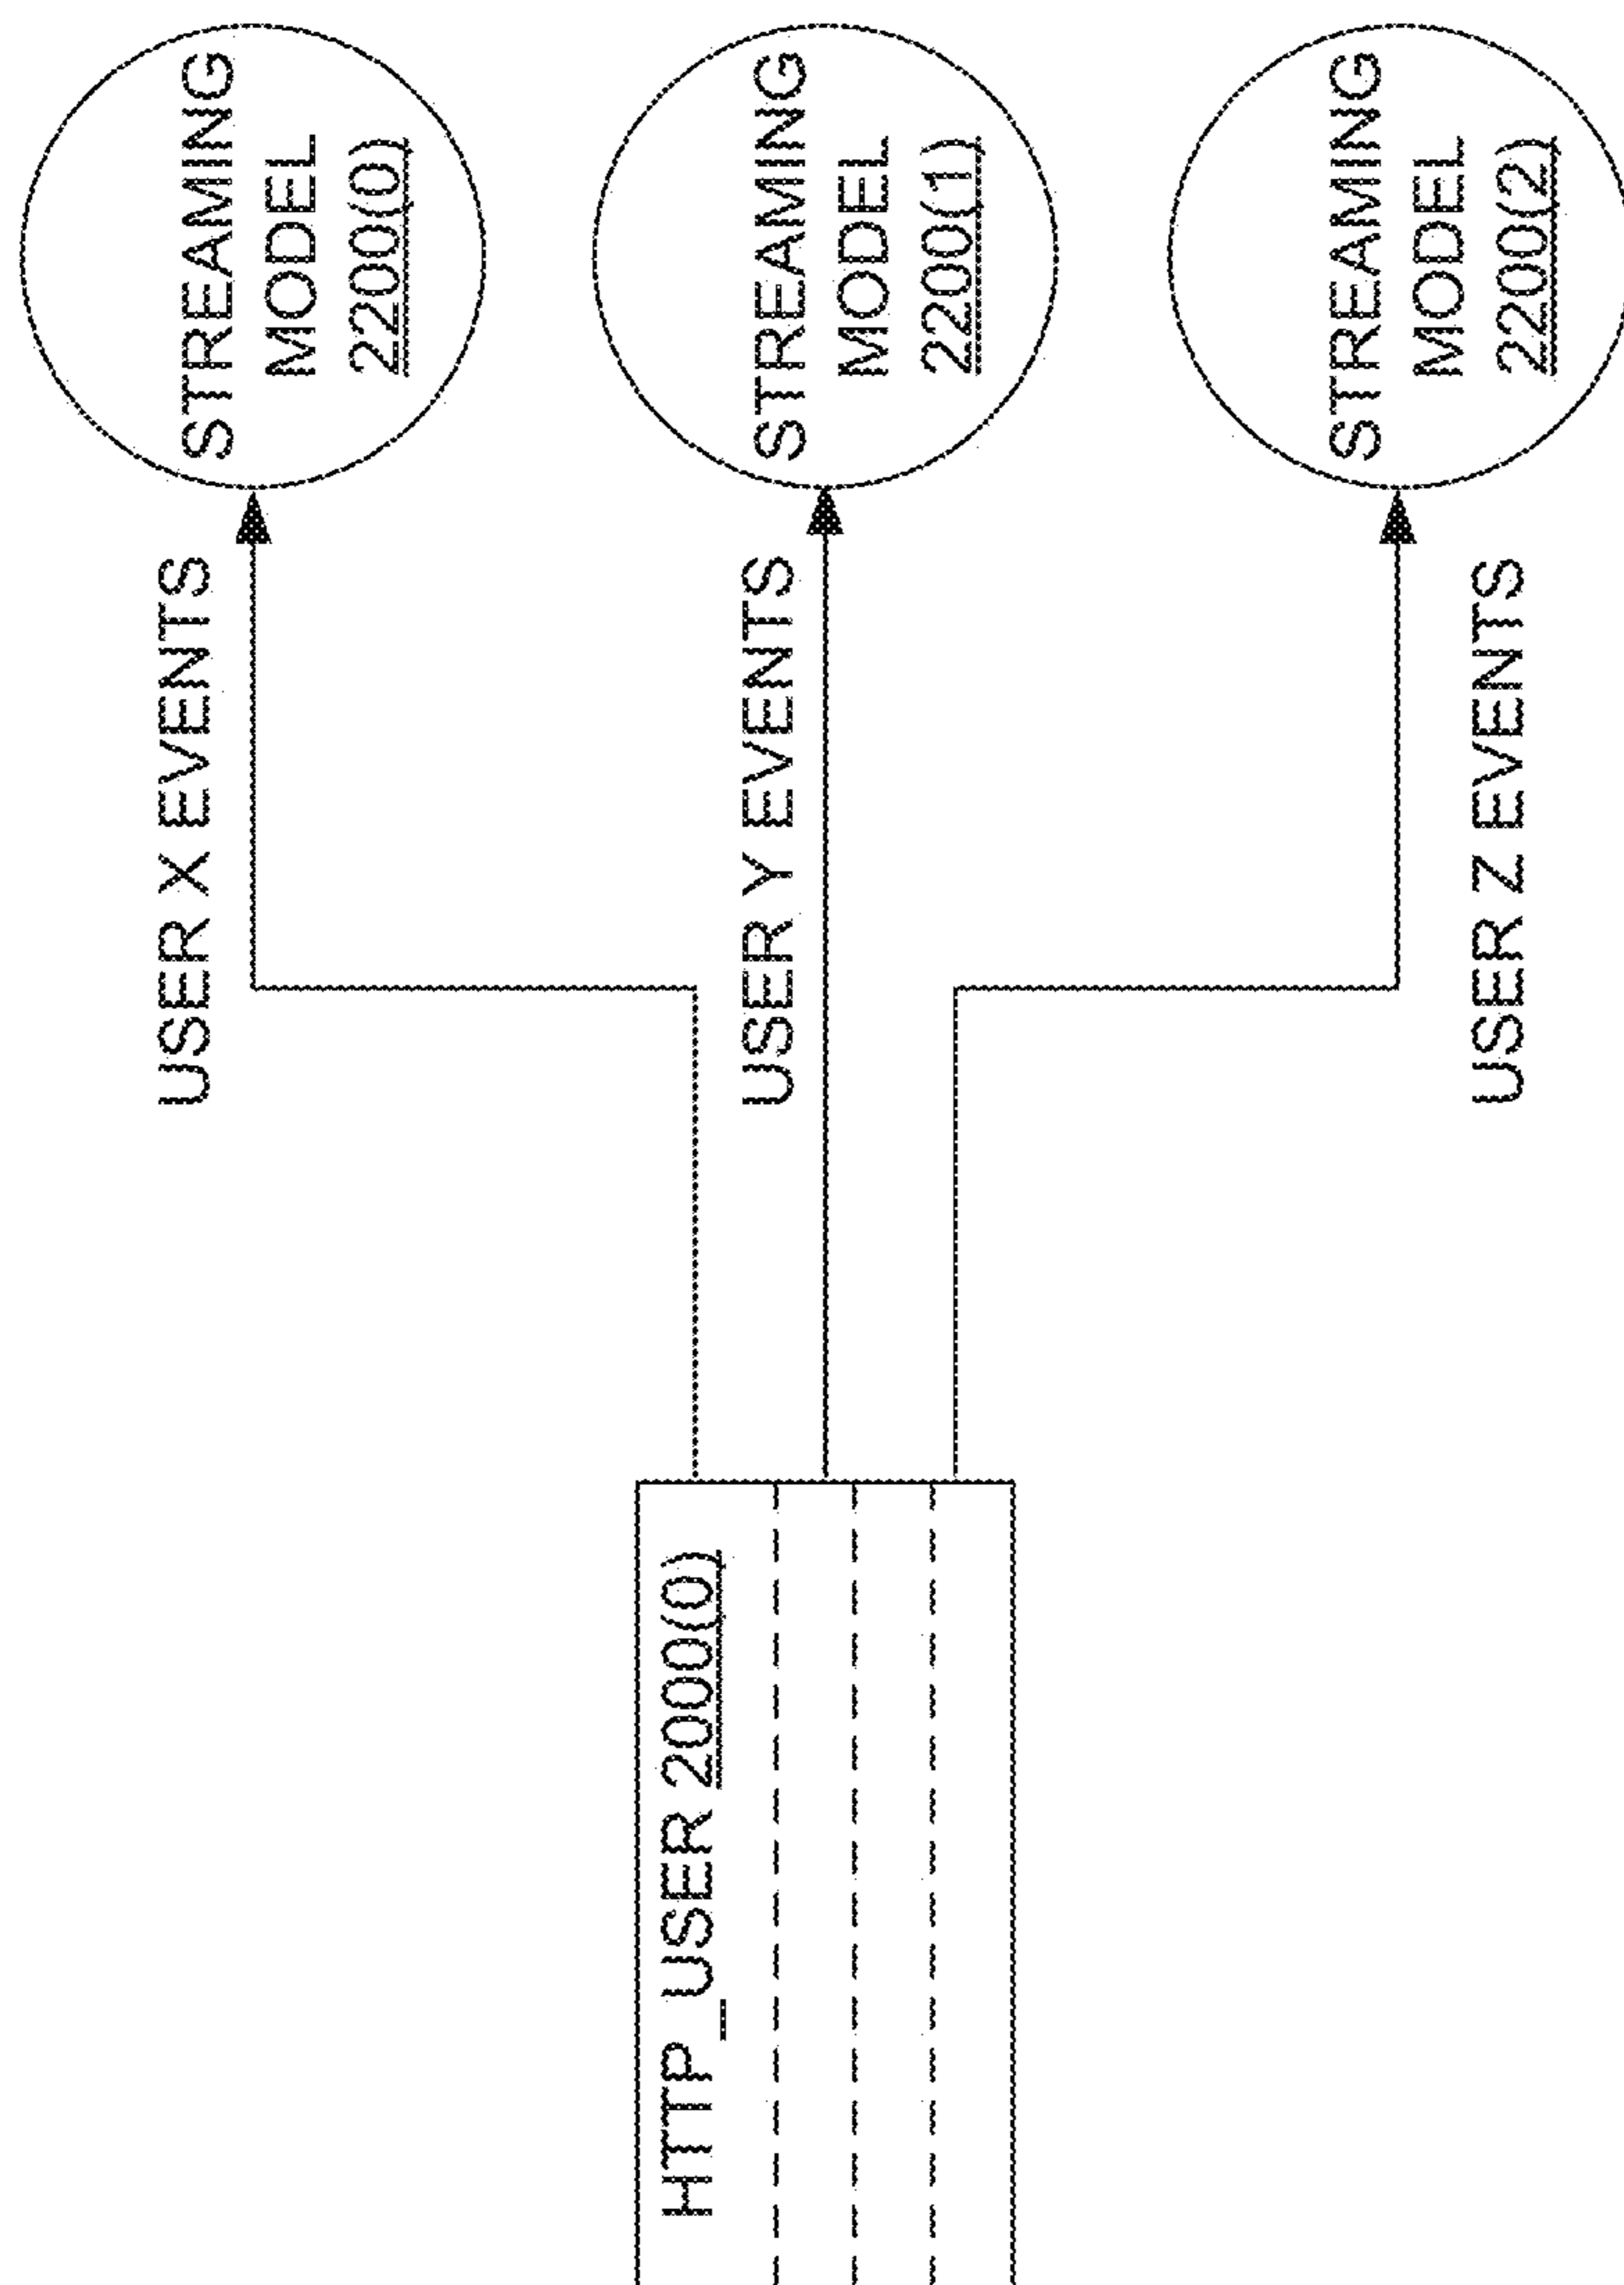 HTTP_USER 2000(0)
USER X EVENTS
STREAMING
MODEL
2200(0)
USER Y EVENTS
STREAMING
MODEL
2200(1)
USER Z EVENTS
STREAMING
MODEL
2200(2)